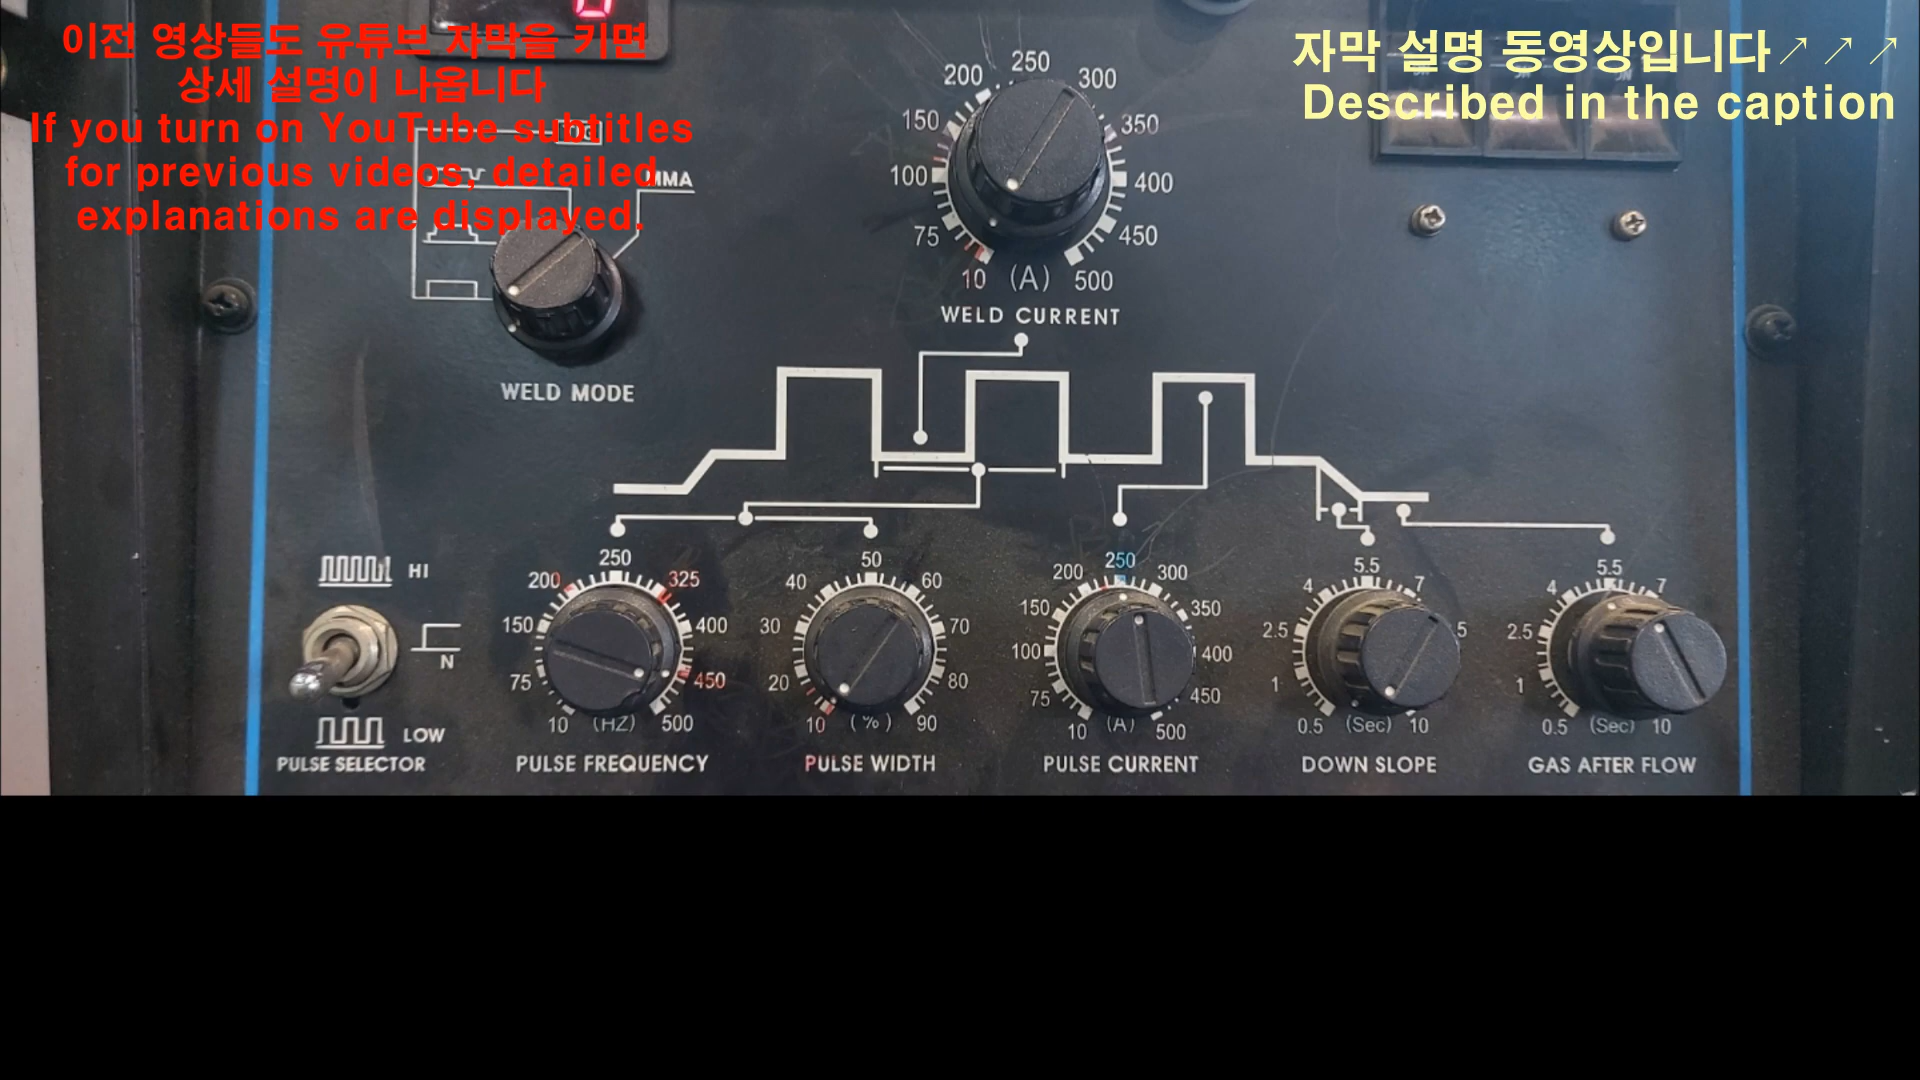 이전 영상들도 유튜브 자막을 키면
상세 설명이 나옵니다
If you turn on YouTube subtitles
for previous videos, detailed
explanations are displayed.
자막 설명 동영상입니다↗↗↗
Described in the caption
MMA
WELD MODE
250
200 300
150 350
100 400
75 450
10 (A) 500
WELD CURRENT
HI
N
LOW
PULSE SELECTOR
250
200 325
150 400
75 450
10 (HZ) 500
PULSE FREQUENCY
50
40 60
30 70
20 80
10 (%) 90
PULSE WIDTH
250
200 300
150 350
100 400
75 450
10 (A) 500
PULSE CURRENT
5.5
4 7
2.5
1
0.5 (Sec) 10
DOWN SLOPE
5.5
4 7
2.5
1
0.5 (Sec) 10
GAS AFTER FLOW